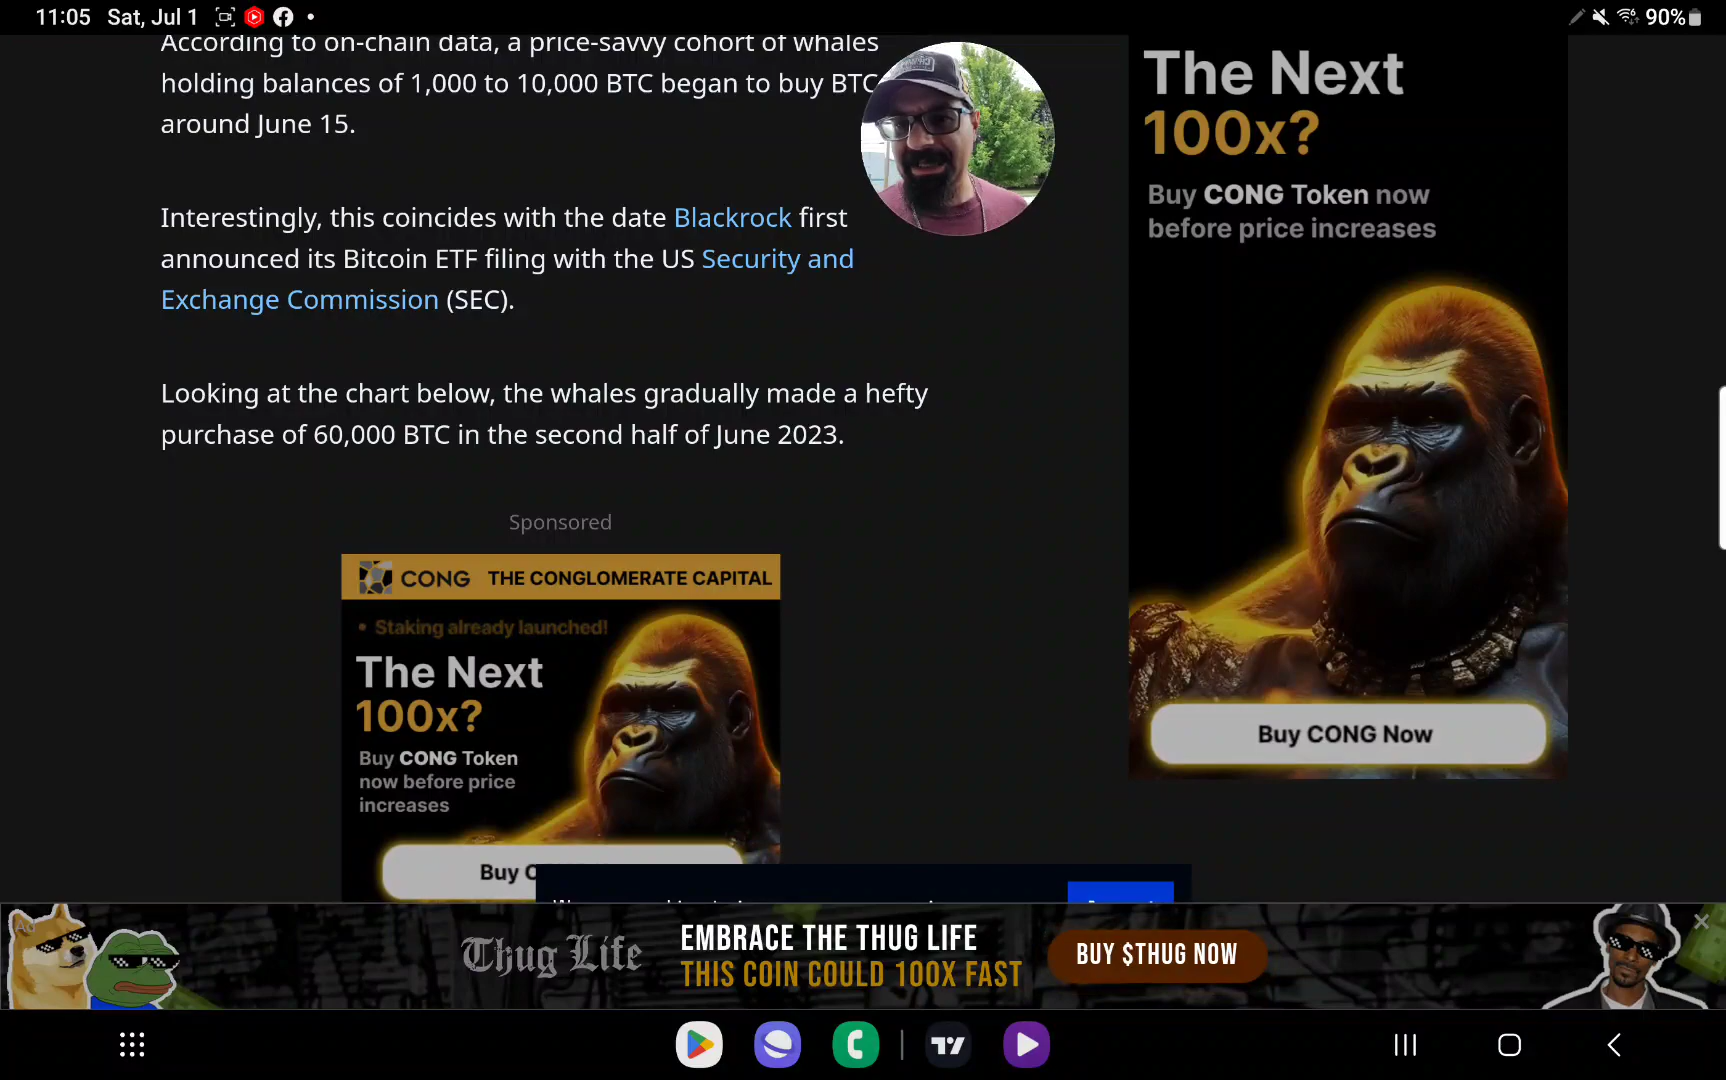 11:05 Sat, Jul 1
90%
According to on-chain data, a price-savvy cohort of whales
holding balances of 1,000 to 10,000 BTC began to buy BTC
around June 15.
Interestingly, this coincides with the date Blackrock first
announced its Bitcoin ETF filing with the US Security and
Exchange Commission (SEC).
Looking at the chart below, the whales gradually made a hefty
purchase of 60,000 BTC in the second half of June 2023.
Sponsored
CONG THE CONGLOMERATE CAPITAL
• Staking already launched!
The Next
100x?
Buy CONG Token
now before price
increases
Buy
The Next
100x?
Buy CONG Token now
before price increases
Buy CONG Now
Ad
Thug Life
EMBRACE THE THUG LIFE
THIS COIN COULD 100X FAST
BUY $THUG NOW